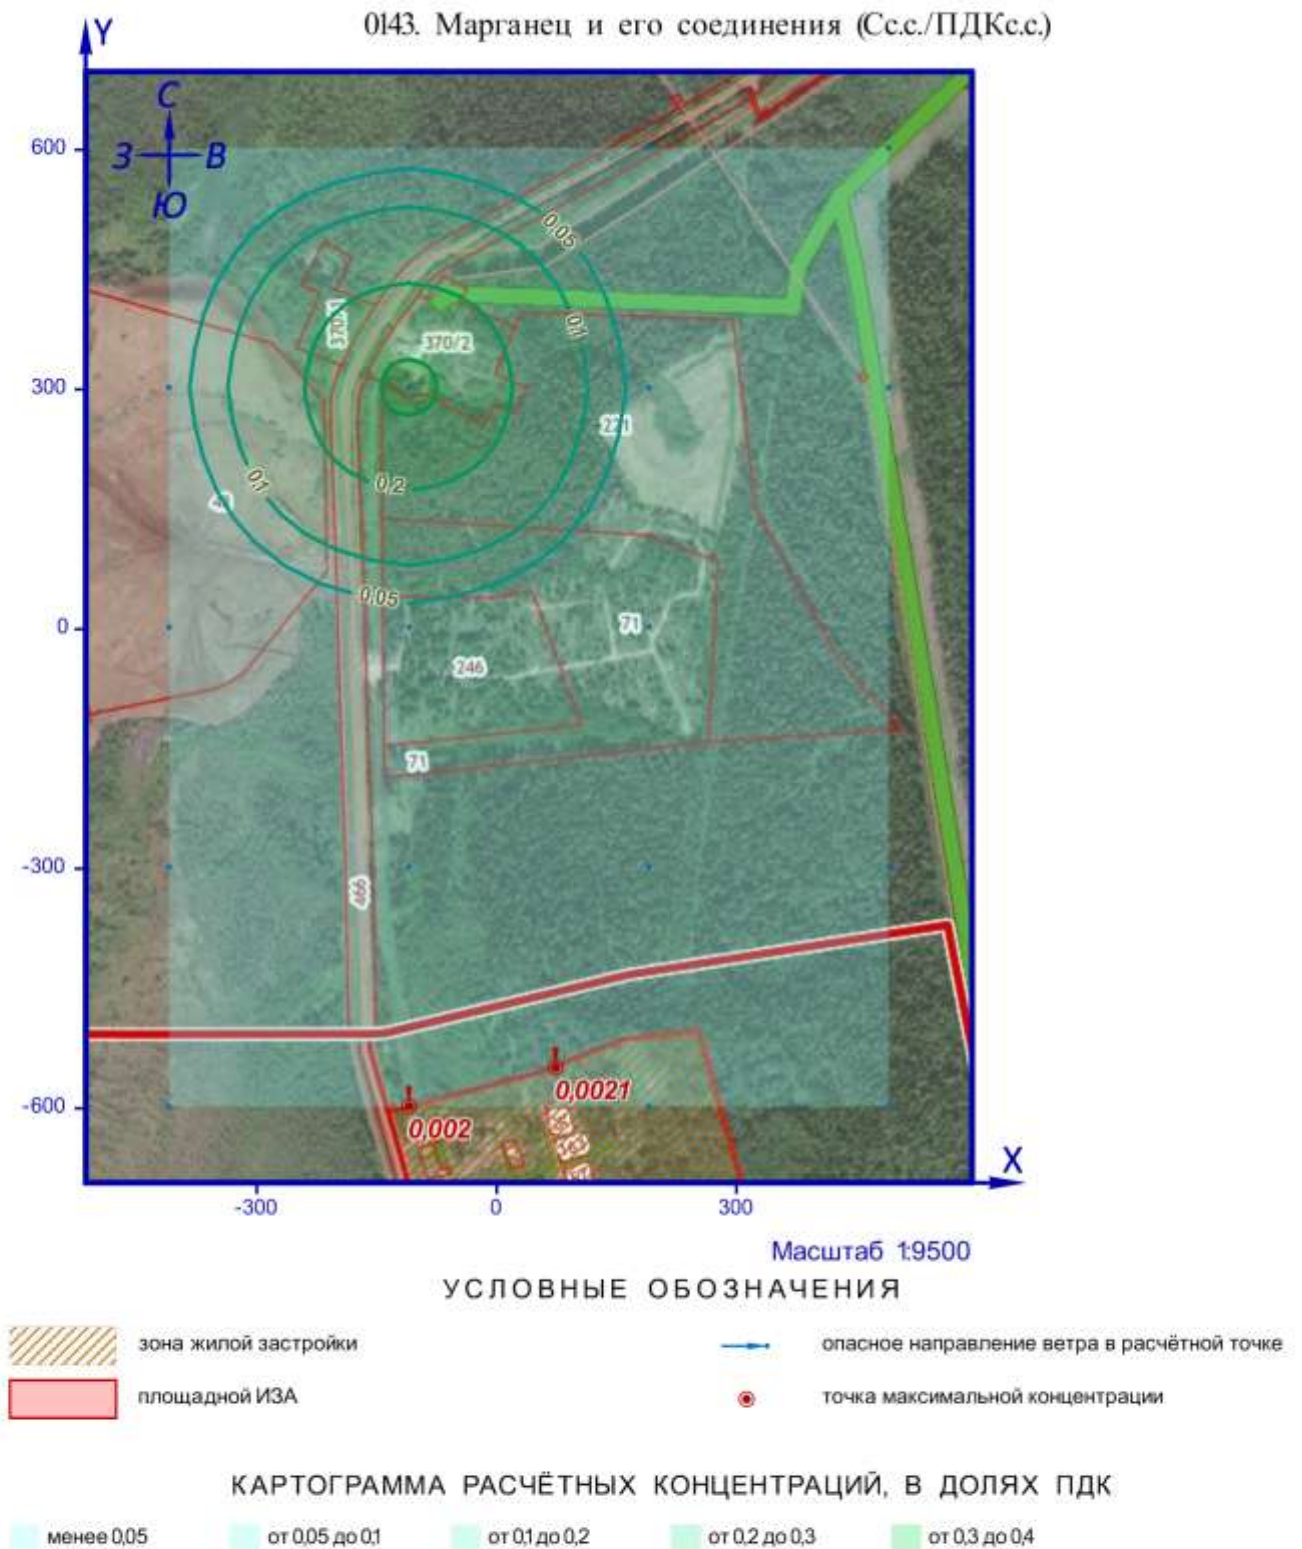 0143. Марганец и его соединения (Сс.с./ПДКс.с.)
Y
С
З В
Ю
600
300
0
-300
-600
0,05
0,1
370/1
370/2
221
0,1
0,2
0,05
71
246
71
466
0,0021
0,002
X
-300 0 300
Масштаб 1:9500
УСЛОВНЫЕ ОБОЗНАЧЕНИЯ
зона жилой застройки
опасное направление ветра в расчётной точке
площадной ИЗА
точка максимальной концентрации
КАРТОГРАММА РАСЧЁТНЫХ КОНЦЕНТРАЦИЙ, В ДОЛЯХ ПДК
менее 0,05 от 0,05 до 0,1 от 0,1 до 0,2 от 0,2 до 0,3 от 0,3 до 0,4